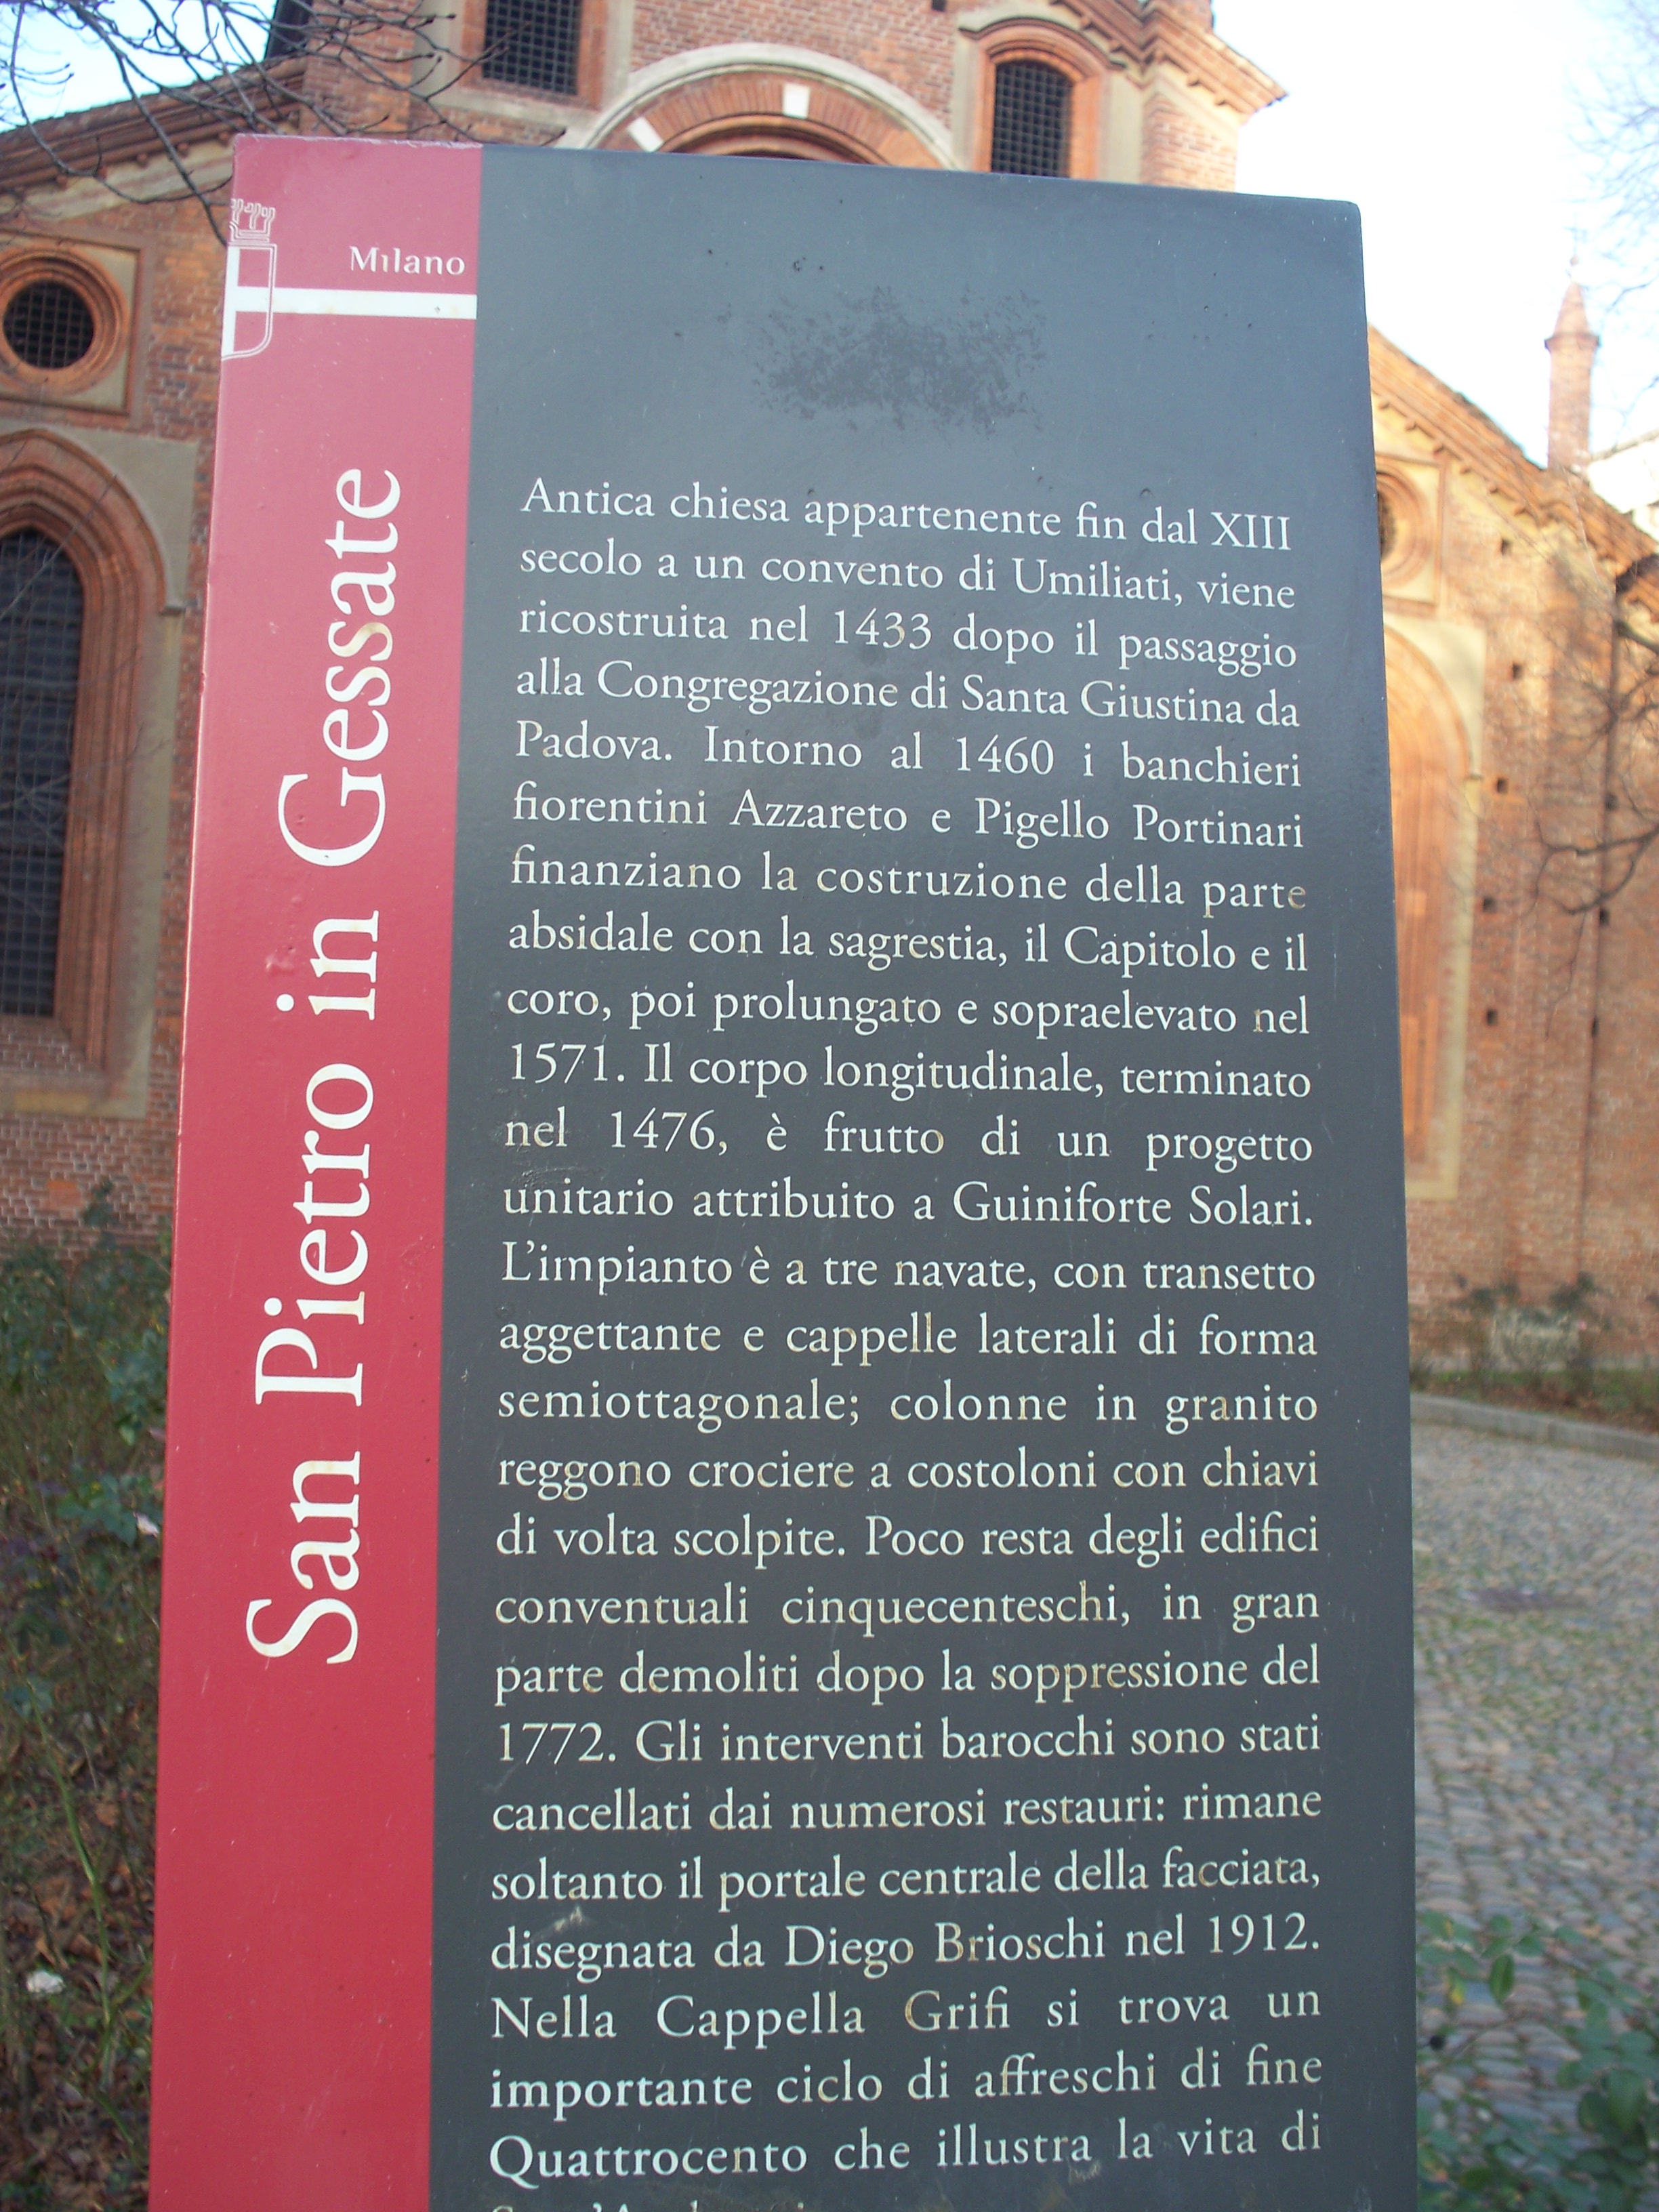 Milano
San Pietro in Gessate
Antica chiesa appartenente fin dal XIII
secolo a un convento di Umiliati, viene
ricostruita nel 1433 dopo il passaggio
alla Congregazione di Santa Giustina da
Padova. Intorno al 1460 i banchieri
fiorentini Azzareto e Pigello Portinari
finanziano la costruzione della parte
absidale con la sagrestia, il Capitolo e il
coro, poi prolungato e sopraelevato nel
1571. Il corpo longitudinale, terminato
nel 1476, è frutto di un progetto
unitario attribuito a Guiniforte Solari.
L'impianto è a tre navate, con transetto
aggettante e cappelle laterali di forma
semiottagonale; colonne in granito
reggono crociere a costoloni con chiavi
di volta scolpite. Poco resta degli edifici
conventuali cinquecenteschi, in gran
parte demoliti dopo la soppressione del
1772. Gli interventi barocchi sono stati
cancellati dai numerosi restauri: rimane
soltanto il portale centrale della facciata,
disegnata da Diego Brioschi nel 1912.
Nella Cappella Grifi si trova un
importante ciclo di affreschi di fine
Quattrocento che illustra la vita di